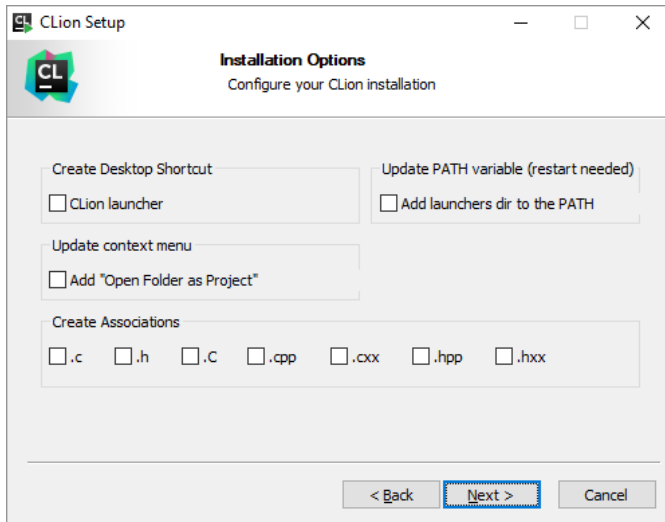 CL CLion Setup
CL Installation Options
Configure your CLion installation
Create Desktop Shortcut
CLion launcher
Update PATH variable (restart needed)
Add launchers dir to the PATH
Update context menu
Add "Open Folder as Project"
Create Associations
.c .h .C .cpp .cxx .hpp .hxx
< Back Next > Cancel